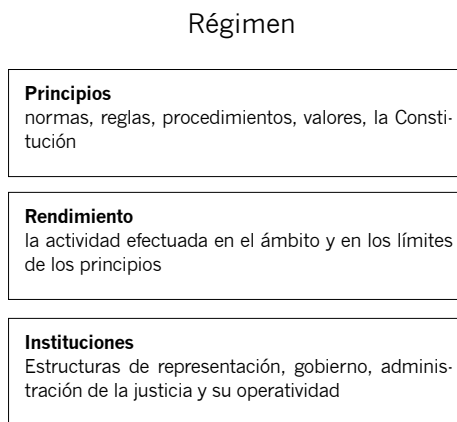 Régimen
Principios
normas, reglas, procedimientos, valores, la Consti-
tución
Rendimiento
la actividad efectuada en el ámbito y en los límites
de los principios
Instituciones
Estructuras de representación, gobierno, adminis-
tración de la justicia y su operatividad